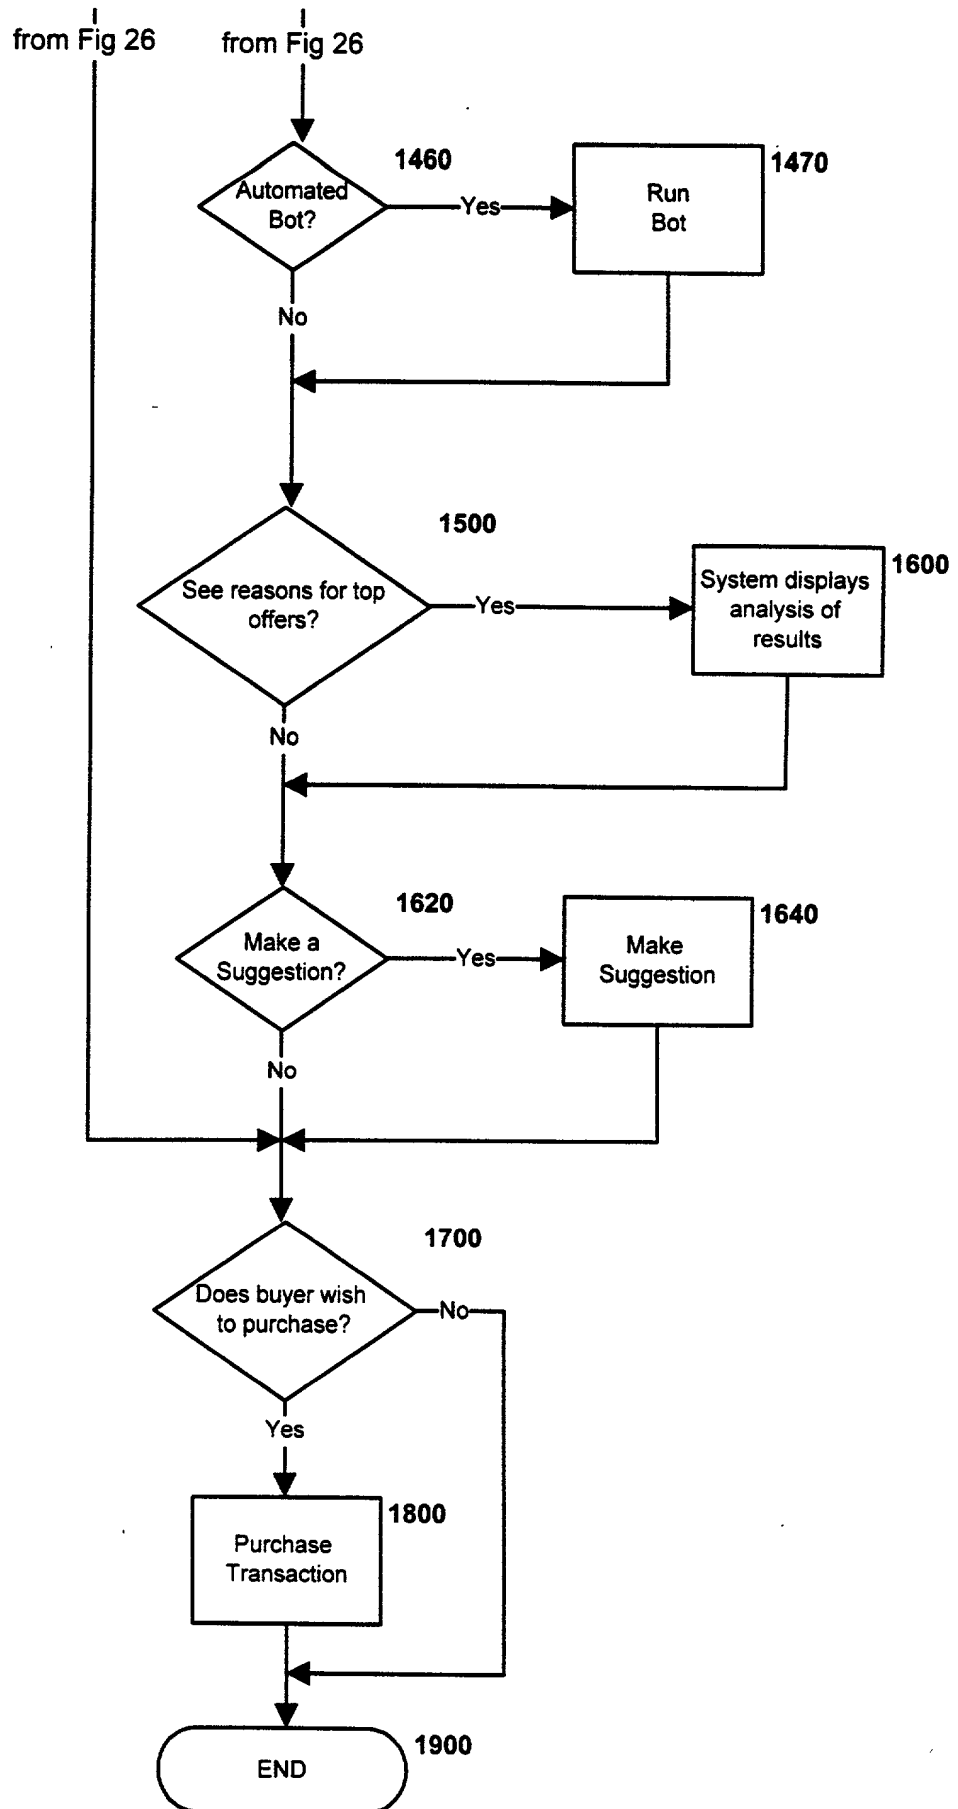 from Fig 26
from Fig 26
1460
1470
Automated
Bot?
Yes
Run
Bot
No
1500
1600
See reasons for top
offers?
Yes
System displays
analysis of
results
No
1620
1640
Make a
Suggestion?
Yes
Make
Suggestion
No
1700
Does buyer wish
to purchase?
No
Yes
1800
Purchase
Transaction
1900
END